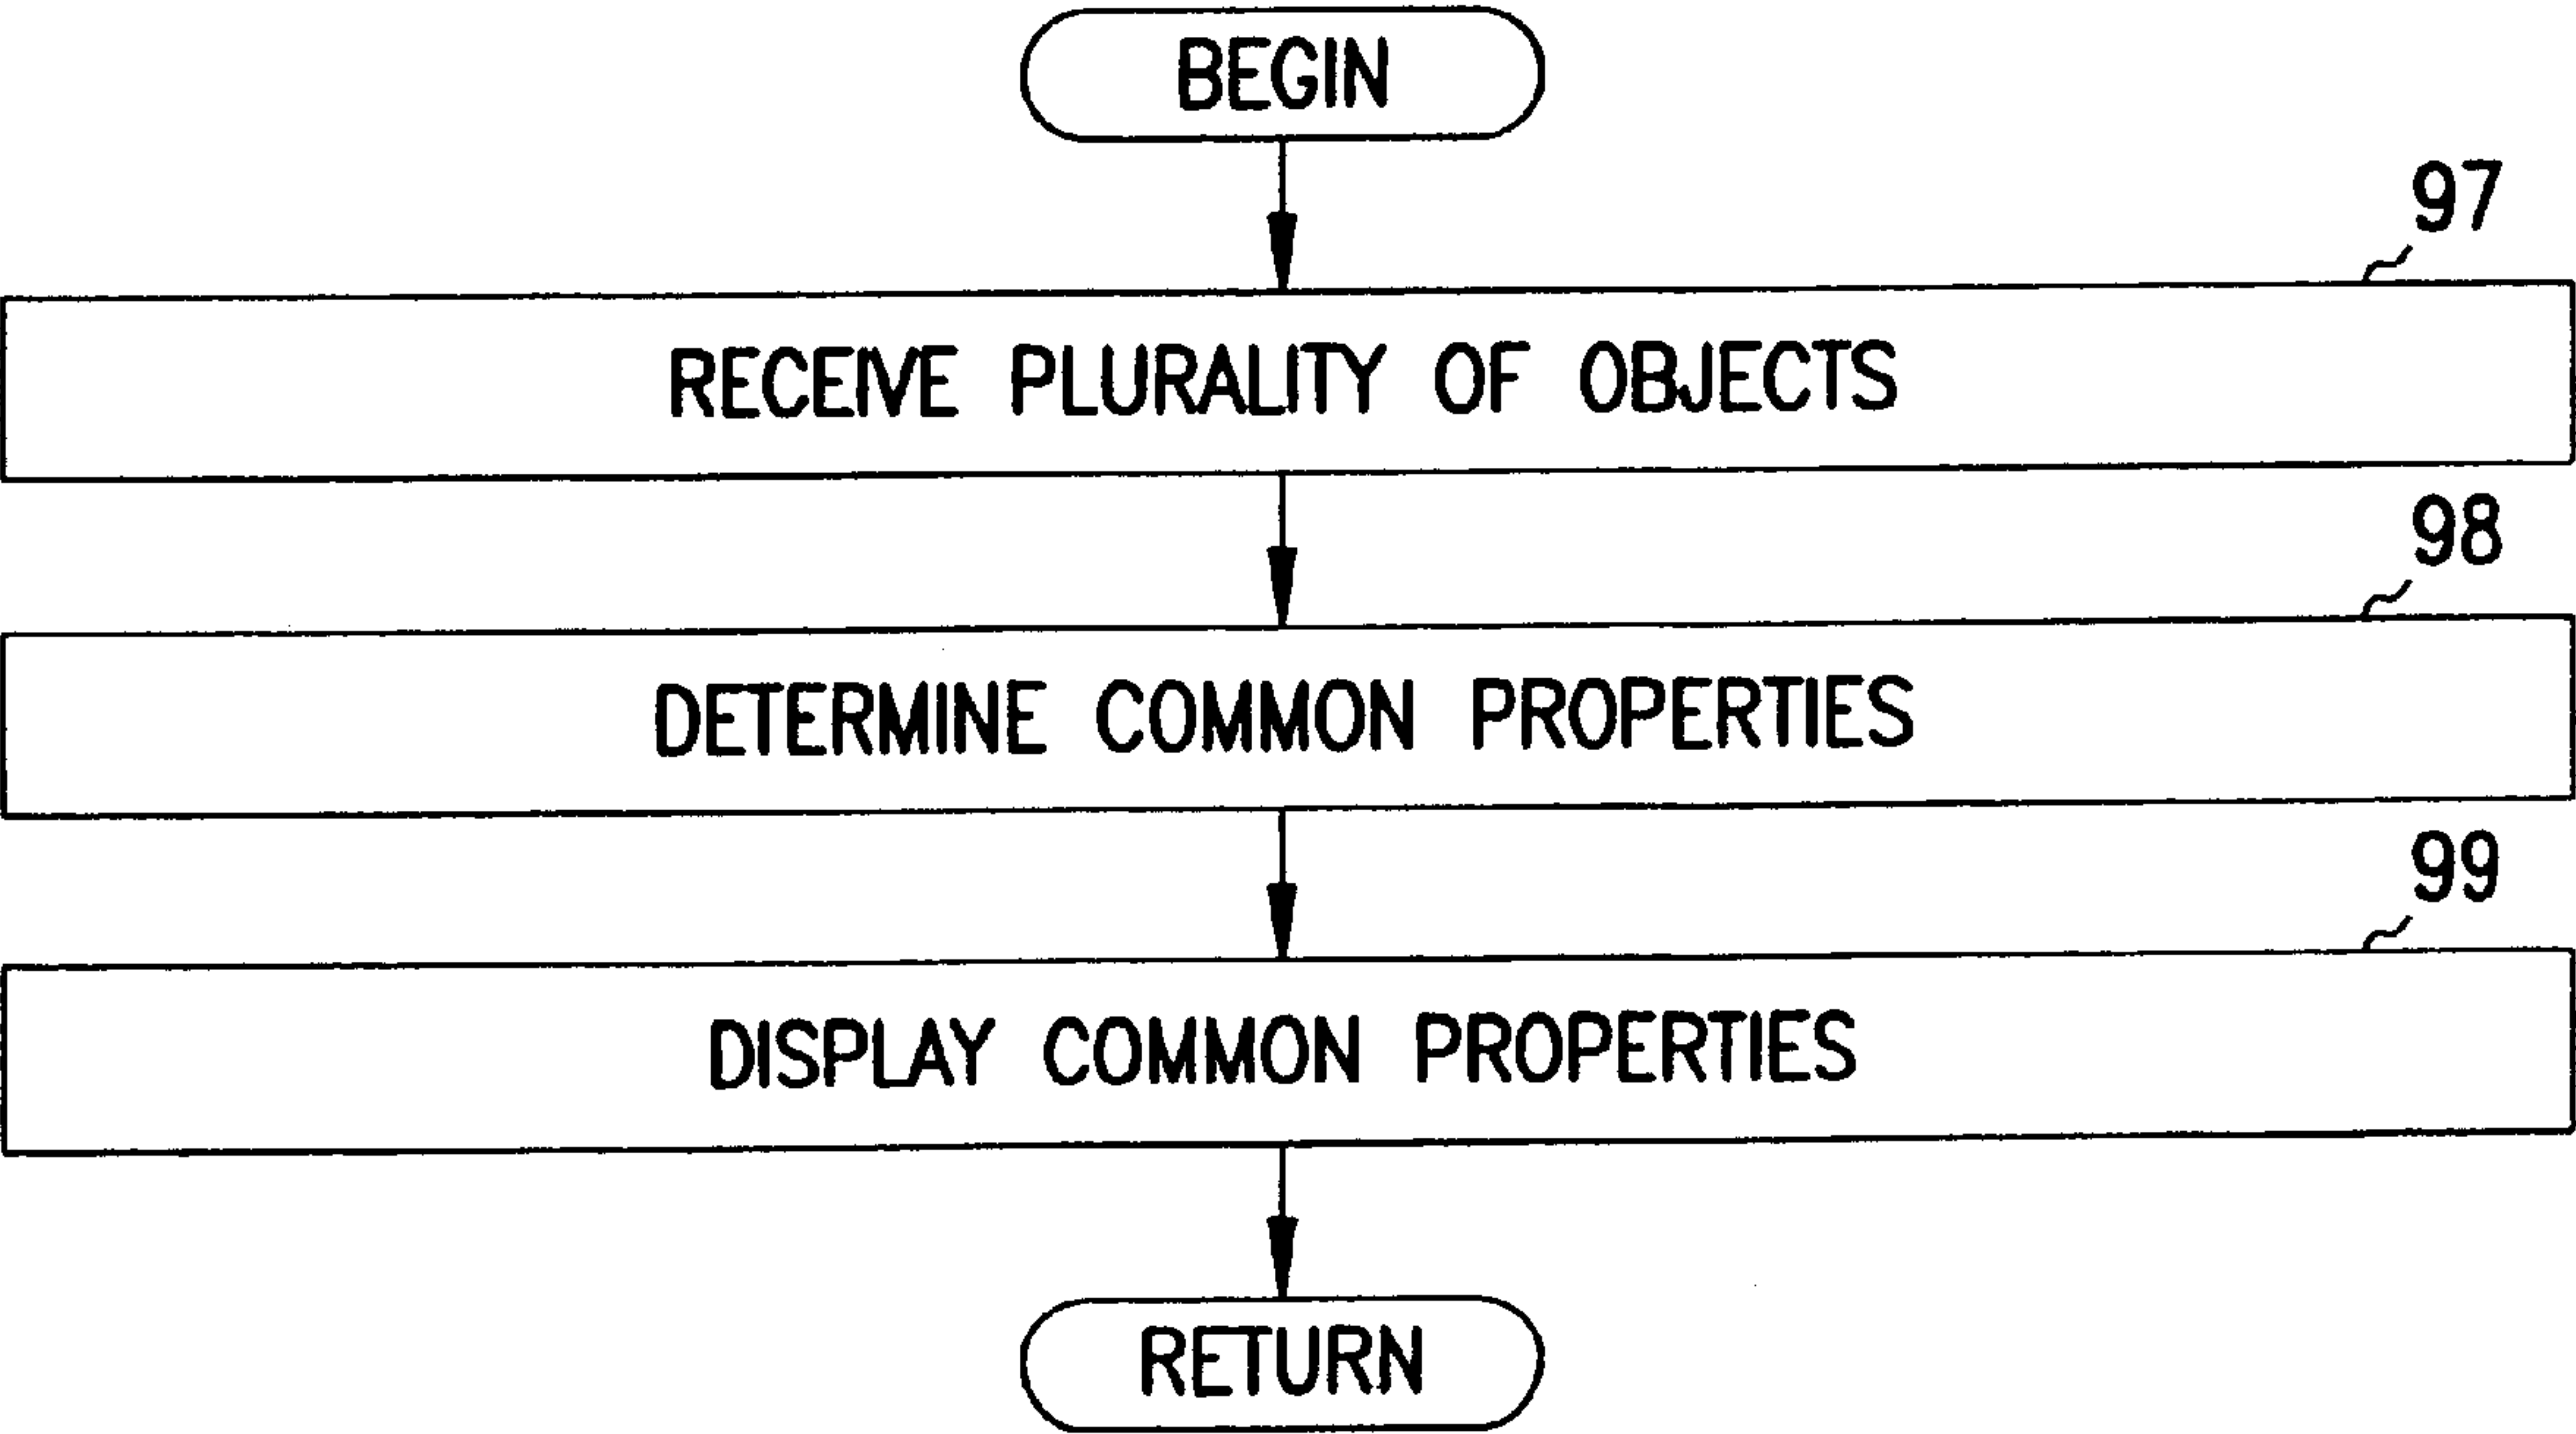 BEGIN
97
RECEIVE PLURALITY OF OBJECTS
98
DETERMINE COMMON PROPERTIES
99
DISPLAY COMMON PROPERTIES
RETURN